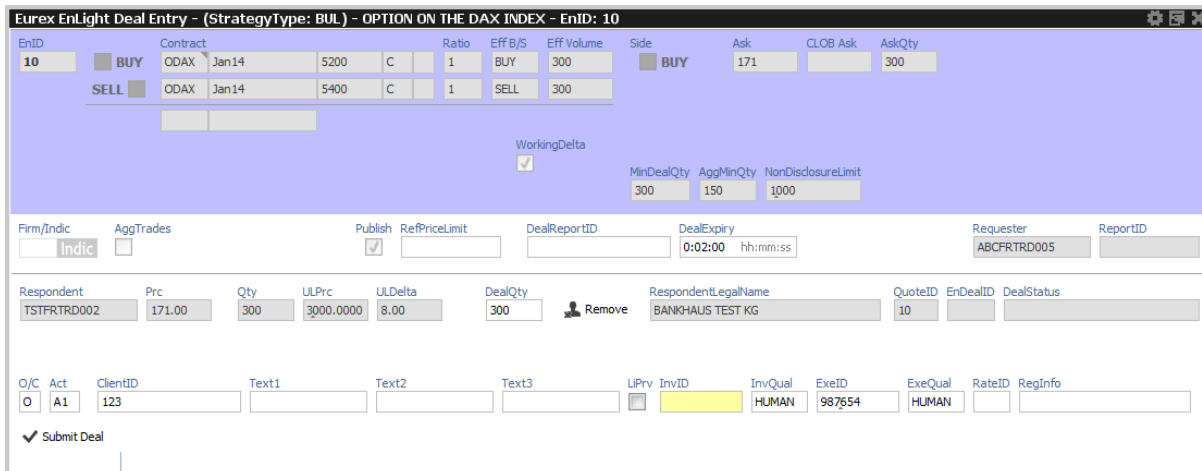 Eurex EnLight Deal Entry - (StrategyType: BUL) - OPTION ON THE DAX INDEX - EnID: 10
EnID Contract Ratio Eff B/S Eff Volume Side Ask CLOB Ask AskQty
10 BUY ODAX Jan14 5200 C 1 BUY 300 BUY 171 300
SELL ODAX Jan14 5400 C 1 SELL 300
WorkingDelta
MinDealQty AggMinQty NonDisclosureLimit
300 150 1000
Firm/Indic AggTrades Publish RefPriceLimit DealReportID DealExpiry Requester ReportID
Indic 0:02:00 hh:mm:ss ABCFRTRD005
Respondent Prc Qty ULPrc ULDelta DealQty RespondentLegalName QuoteID EnDealID DealStatus
TSTFRTRD002 171.00 300 3000.0000 8.00 300 Remove BANKHAUS TEST KG 10
O/C Act ClientID Text1 Text2 Text3 LiPrv InvID InvQual ExeID ExeQual RateID RegInfo
O A1 123 HUMAN 987654 HUMAN
Submit Deal